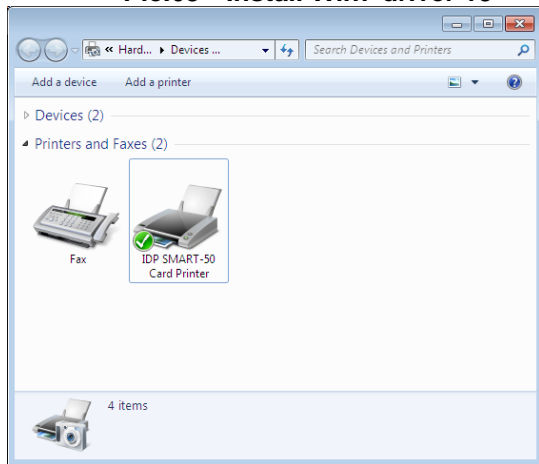 Hard... Devices ...
Search Devices and Printers
Add a device Add a printer
Devices (2)
Printers and Faxes (2)
Fax
IDP SMART-50
Card Printer
4 items